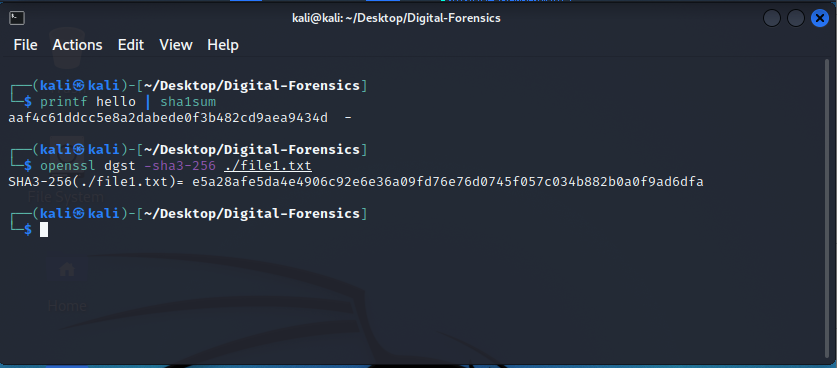 kali@kali: ~/Desktop/Digital-Forensics
File Actions Edit View Help
┌──(kali㉿kali)-[~/Desktop/Digital-Forensics]
└─$ printf hello | sha1sum
aaf4c61ddcc5e8a2dabede0f3b482cd9aea9434d  -
┌──(kali㉿kali)-[~/Desktop/Digital-Forensics]
└─$ openssl dgst -sha3-256 ./file1.txt
SHA3-256(./file1.txt)= e5a28afe5da4e4906c92e6e36a09fd76e76d0745f057c034b882b0a0f9ad6dfa
┌──(kali㉿kali)-[~/Desktop/Digital-Forensics]
└─$
Home